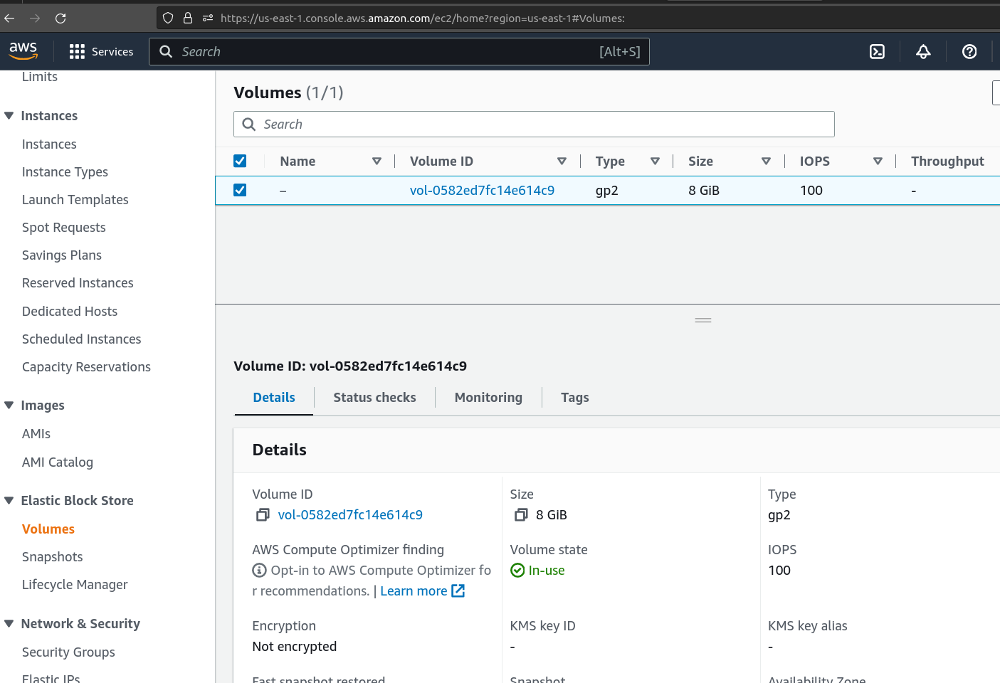 https://us-east-1.console.aws.amazon.com/ec2/home?region=us-east-1#Volumes:
aws Services Search [Alt+S]
Limits
Instances
Instances
Instance Types
Launch Templates
Spot Requests
Savings Plans
Reserved Instances
Dedicated Hosts
Scheduled Instances
Capacity Reservations
Images
AMIs
AMI Catalog
Elastic Block Store
Volumes
Snapshots
Lifecycle Manager
Network & Security
Security Groups
Elastic IPs
Volumes (1/1)
Search
Name Volume ID Type Size IOPS Throughput
– vol-0582ed7fc14e614c9 gp2 8 GiB 100 -
Volume ID: vol-0582ed7fc14e614c9
Details Status checks Monitoring Tags
Details
Volume ID
vol-0582ed7fc14e614c9
Size
8 GiB
Type
gp2
AWS Compute Optimizer finding
Opt-in to AWS Compute Optimizer fo
r recommendations. | Learn more
Volume state
In-use
IOPS
100
Encryption
Not encrypted
KMS key ID
-
KMS key alias
-
Fast snapshot restored
Snapshot
Availability Zone